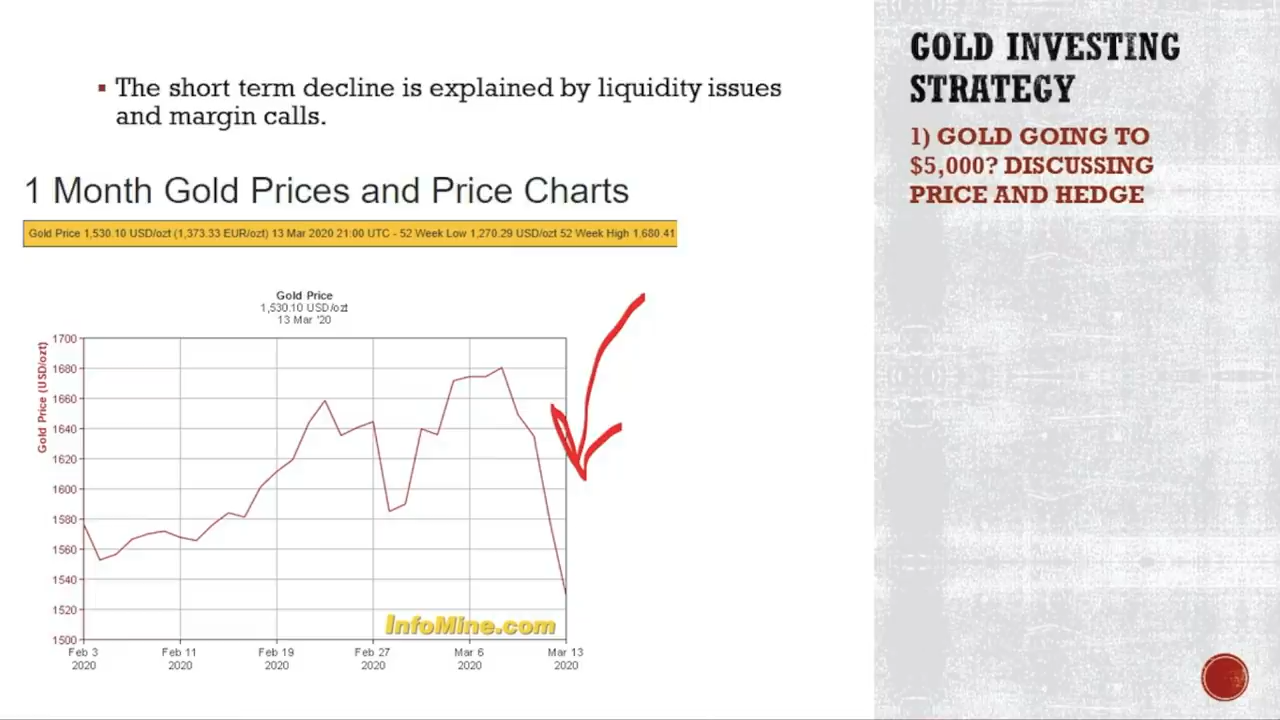 The short term decline is explained by liquidity issues
and margin calls.
1 Month Gold Prices and Price Charts
Gold Price 1,530.10 USD/ozt (1,373.33 EUR/ozt) 13 Mar 2020 21:00 UTC - 52 Week Low 1,270.29 USD/ozt 52 Week High 1,680.41
Gold Price
1,530.10 USD/ozt
13 Mar '20
Gold Price (USD/ozt)
1700
1680
1660
1640
1620
1600
1580
1560
1540
1520
1500
InfoMine.com
Feb 3 Feb 11 Feb 19 Feb 27 Mar 6 Mar 13
2020 2020 2020 2020 2020 2020
GOLD INVESTING
STRATEGY
1) GOLD GOING TO
$5,000? DISCUSSING
PRICE AND HEDGE